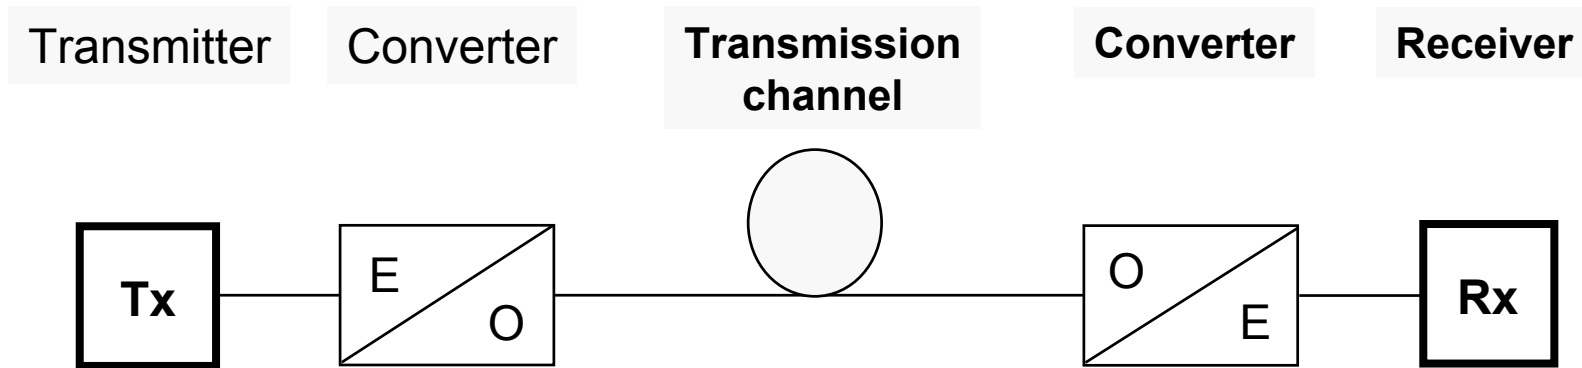 Transmitter
Converter
Transmission
channel
Converter
Receiver
Tx
E
O
O
E
Rx